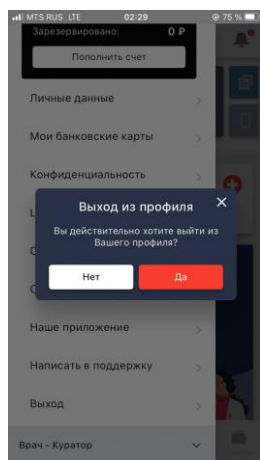 MTS RUS LTE 02:29 75 %
Зарезервировано: 0 ₽
Пополнить счет
Личные данные
Мои банковские карты
Конфиденциальность
Выход из профиля
Вы действительно хотите выйти из
Вашего профиля?
Нет Да
Наше приложение
Написать в поддержку
Выход
Врач - Куратор